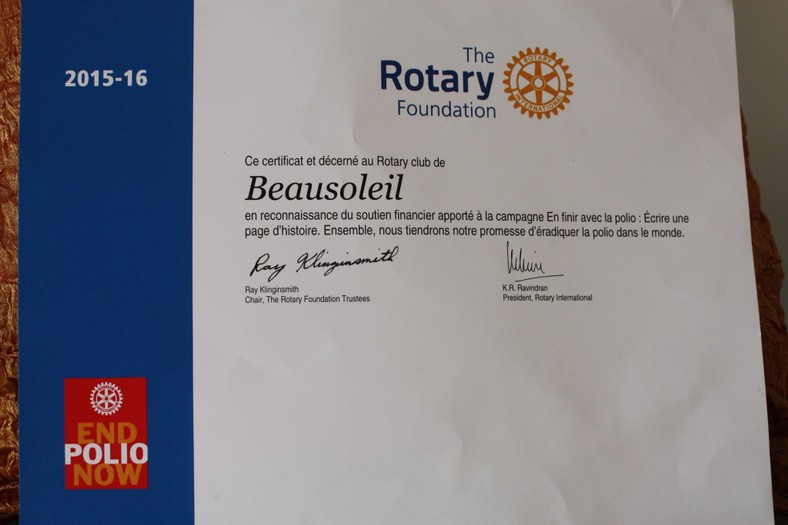 2015-16
The
Rotary
Foundation
ROTARY
INTERNATIONAL
Ce certificat et décerné au Rotary club de
Beausoleil
en reconnaissance du soutien financier apporté à la campagne En finir avec la polio : Écrire une
page d'histoire. Ensemble, nous tiendrons notre promesse d'éradiquer la polio dans le monde.
Ray Klinginsmith
Ray Klinginsmith
Chair, The Rotary Foundation Trustees
K.R. Ravindran
President, Rotary International
END
POLIO
NOW